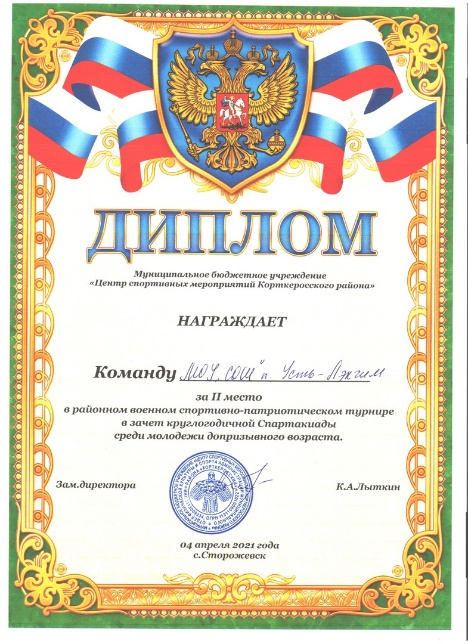 ДИПЛОМ
Муниципальное бюджетное учреждение
«Центр спортивных мероприятий Корткеросского района»
НАГРАЖДАЕТ
Команду „МОУ„СОШ" п. Усть-Лэкчим
за II место
в районном военном спортивно-патриотическом турнире
в зачет круглогодичной Спартакиады
среди молодежи допризывного возраста.
Зам.директора К.А.Лыткин
04 апреля 2021 года
с.Сторожевск